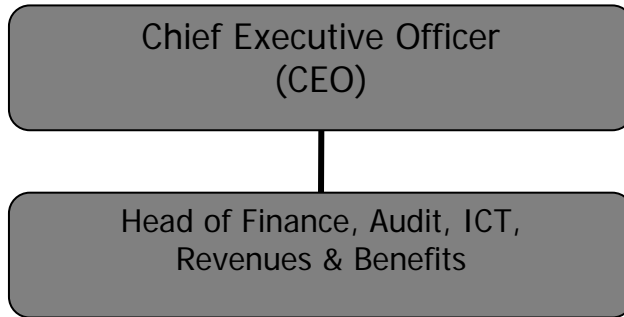 Chief Executive Officer
(CEO)
Head of Finance, Audit, ICT,
Revenues & Benefits